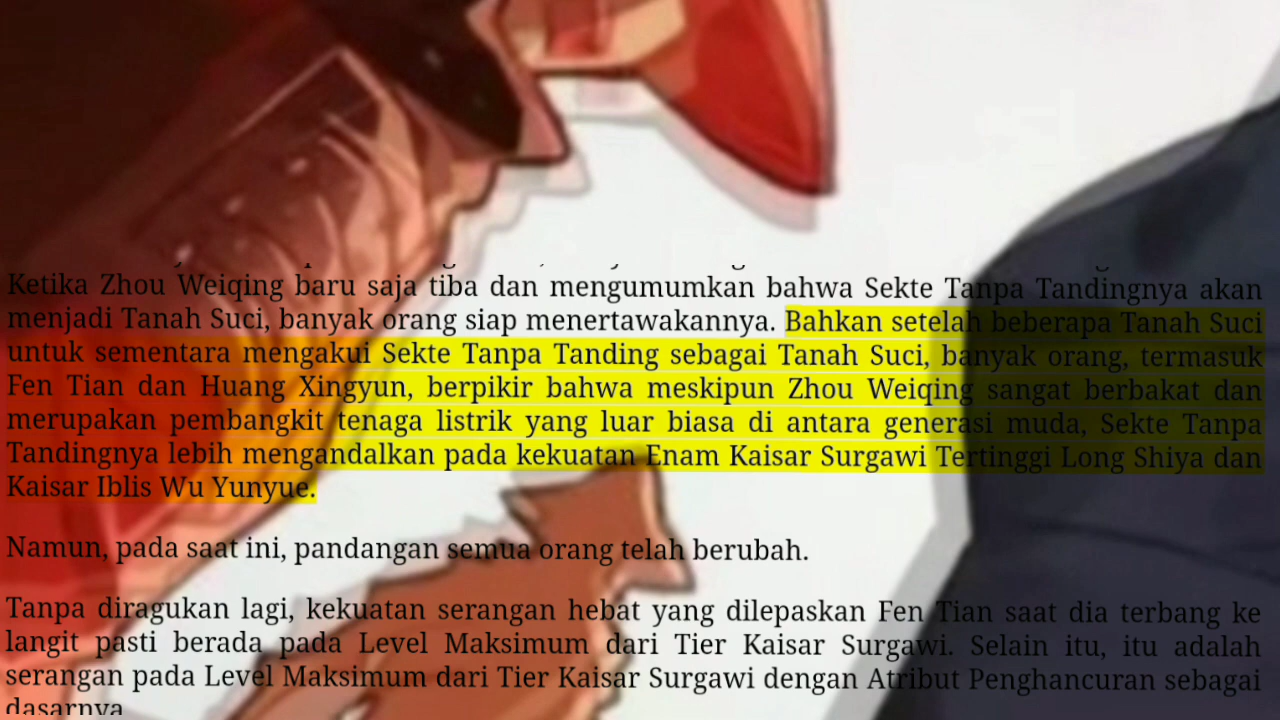 Ketika Zhou Weiqing baru saja tiba dan mengumumkan bahwa Sekte Tanpa Tandingnya akan
menjadi Tanah Suci, banyak orang siap menertawakannya. Bahkan setelah beberapa Tanah Suci
untuk sementara mengakui Sekte Tanpa Tanding sebagai Tanah Suci, banyak orang, termasuk
Fen Tian dan Huang Xingyun, berpikir bahwa meskipun Zhou Weiqing sangat berbakat dan
merupakan pembangkit tenaga listrik yang luar biasa di antara generasi muda, Sekte Tanpa
Tandingnya lebih mengandalkan pada kekuatan Enam Kaisar Surgawi Tertinggi Long Shiya dan
Kaisar Iblis Wu Yunyue.
Namun, pada saat ini, pandangan semua orang telah berubah.
Tanpa diragukan lagi, kekuatan serangan hebat yang dilepaskan Fen Tian saat dia terbang ke
langit pasti berada pada Level Maksimum dari Tier Kaisar Surgawi. Selain itu, itu adalah
serangan pada Level Maksimum dari Tier Kaisar Surgawi dengan Atribut Penghancuran sebagai
dasarnya